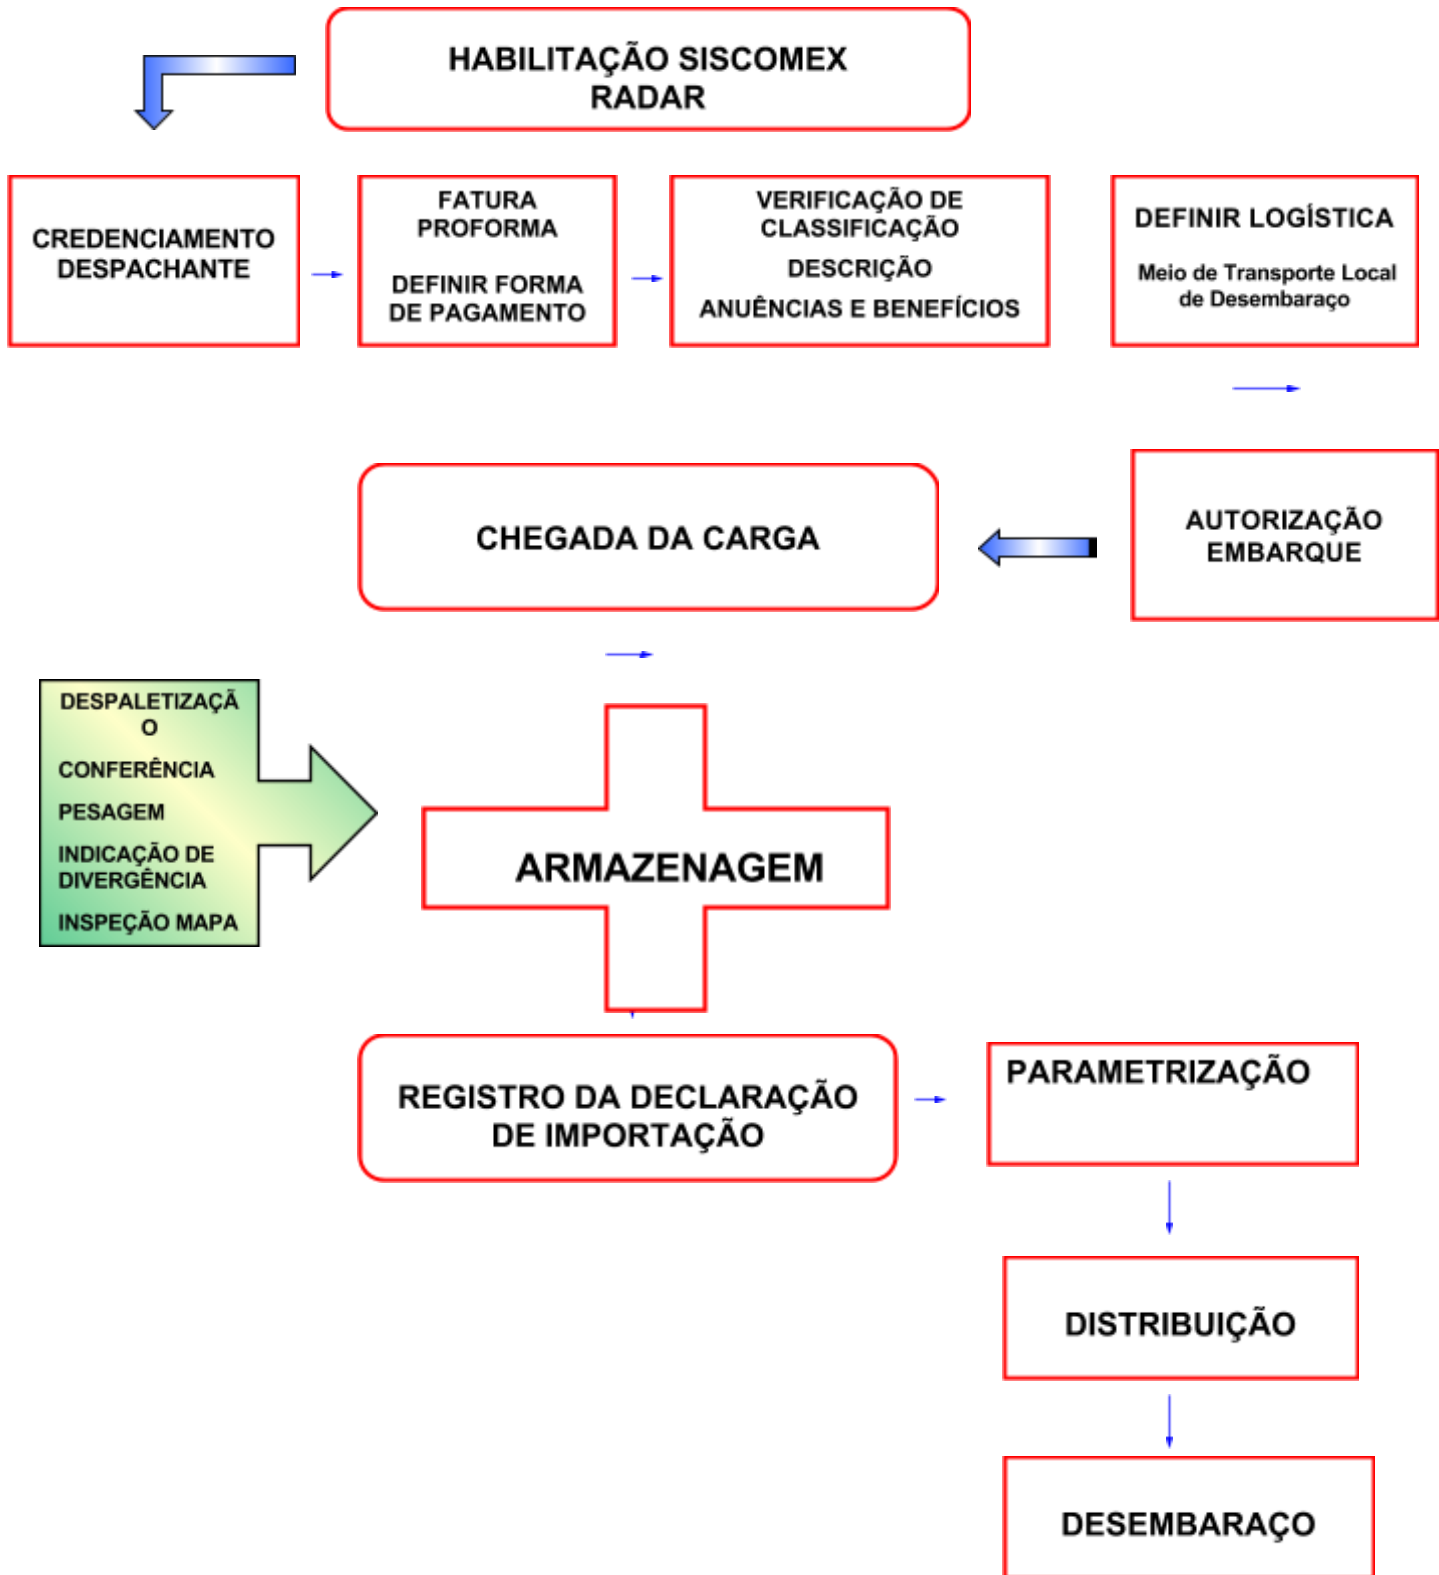 HABILITAÇÃO SISCOMEX
RADAR
CREDENCIAMENTO
DESPACHANTE
FATURA
PROFORMA
DEFINIR FORMA
DE PAGAMENTO
VERIFICAÇÃO DE
CLASSIFICAÇÃO
DESCRIÇÃO
ANUÊNCIAS E BENEFÍCIOS
DEFINIR LOGÍSTICA
Meio de Transporte Local
de Desembaraço
AUTORIZAÇÃO
EMBARQUE
CHEGADA DA CARGA
DESPALETIZAÇÃ
O
CONFERÊNCIA
PESAGEM
INDICAÇÃO DE
DIVERGÊNCIA
INSPEÇÃO MAPA
ARMAZENAGEM
REGISTRO DA DECLARAÇÃO
DE IMPORTAÇÃO
PARAMETRIZAÇÃO
DISTRIBUIÇÃO
DESEMBARAÇO